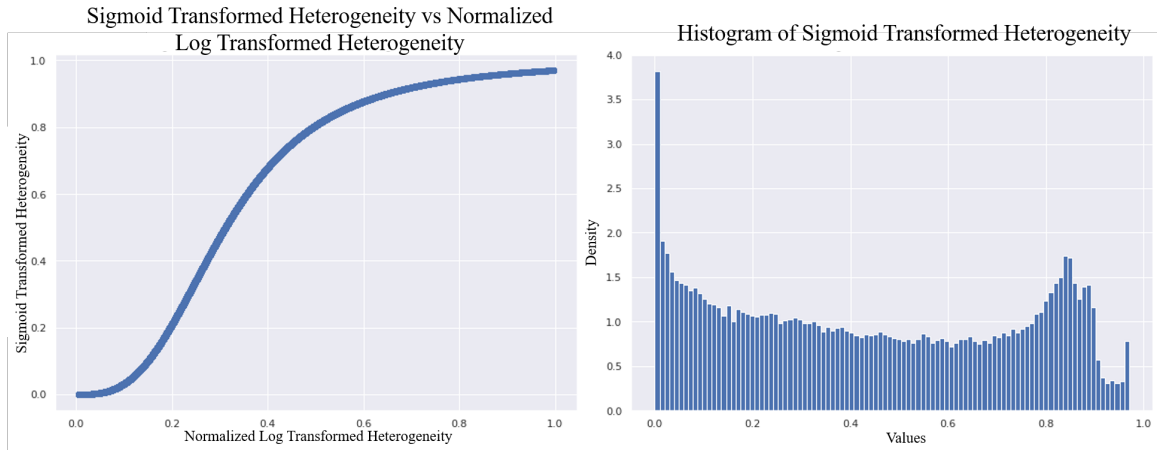 Sigmoid Transformed Heterogeneity vs Normalized
Log Transformed Heterogeneity
1.0
0.8
0.6
0.4
0.2
0.0
Sigmoid Transformed Heterogeneity
0.0 0.2 0.4 0.6 0.8 1.0
Normalized Log Transformed Heterogeneity
Histogram of Sigmoid Transformed Heterogeneity
4.0
3.5
3.0
2.5
2.0
1.5
1.0
0.5
0.0
Density
0.0 0.2 0.4 0.6 0.8 1.0
Values